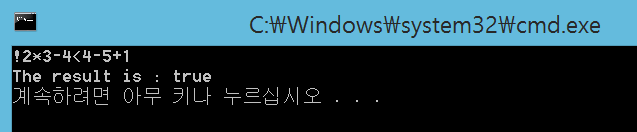 C:₩Windows₩system32₩cmd.exe
!2*3-4<4-5+1
The result is : true
계속하려면 아무 키나 누르십시오 . . .